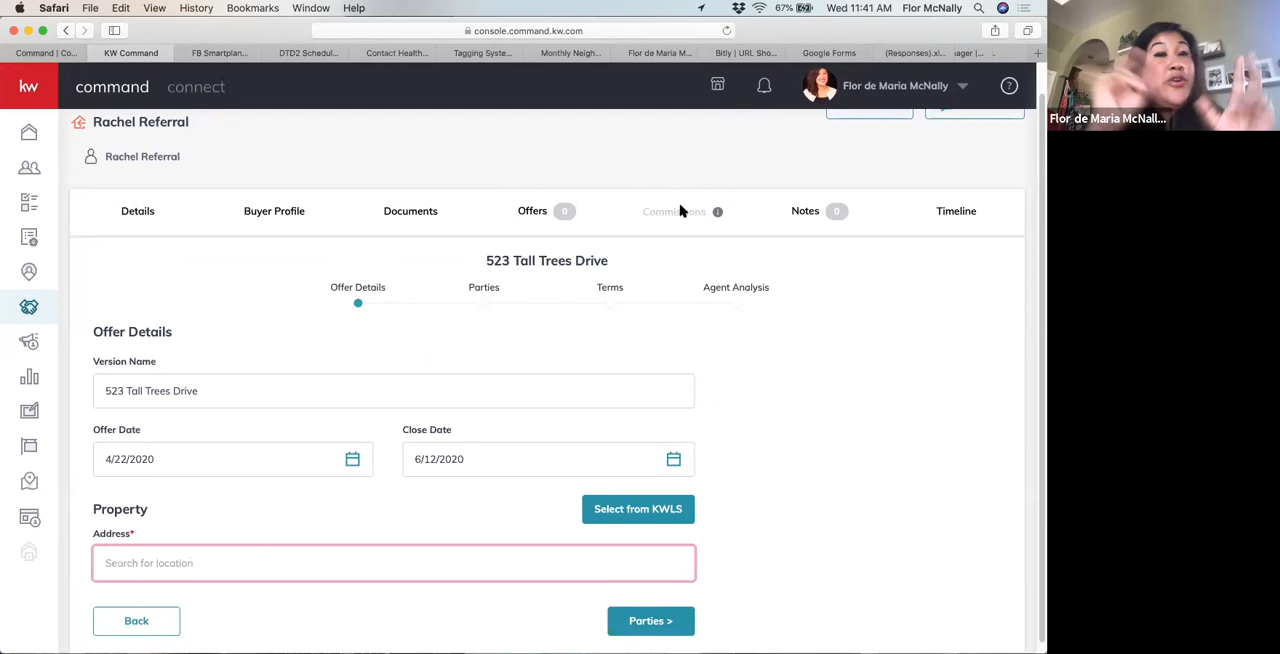 Safari File Edit View History Bookmarks Window Help 67% Wed 11:41 AM Flor McNally
console.command.kw.com
Command | Co... KW Command FB Smartplan... DTD2 Schedul... Contact Health... Tagging Syste... Monthly Neigh... Flor de Maria M... Bitly | URL Sho... Google Forms (Responses).xl... ager |...
kw command connect Flor de Maria McNally ?
Rachel Referral
Rachel Referral
Details Buyer Profile Documents Offers 0 Commissions i Notes 0 Timeline
523 Tall Trees Drive
Offer Details Parties Terms Agent Analysis
Offer Details
Version Name
523 Tall Trees Drive
Offer Date Close Date
4/22/2020 6/12/2020
Property Select from KWLS
Address*
Search for location
Back Parties >
Flor de Maria McNall...